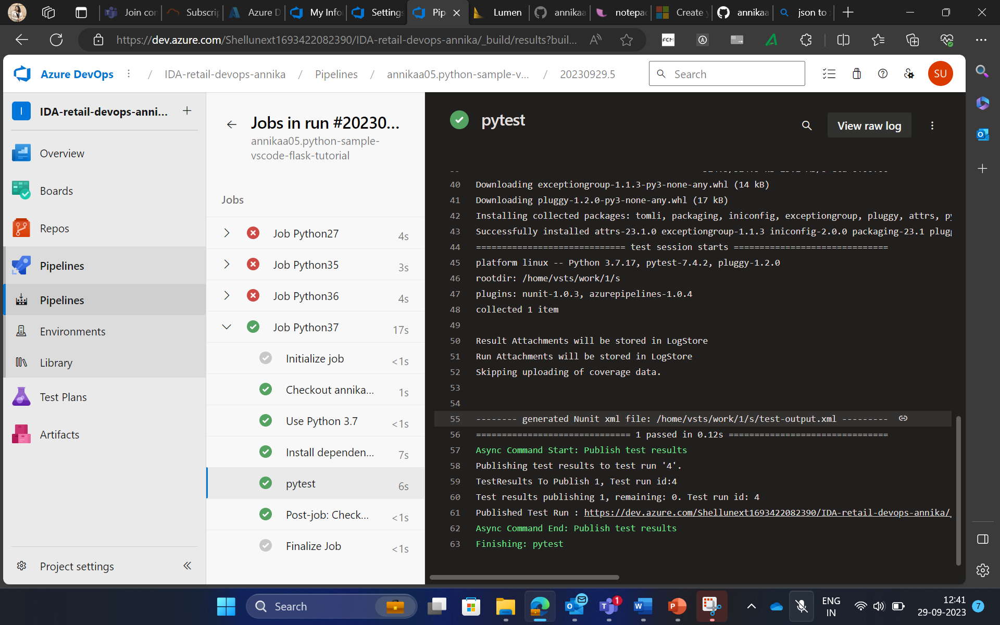 Join con
Subscrip
Azure D
My Info
Settings
Pip
Lumen
annikaa
notepad
Create y
annikaa
json to
https://dev.azure.com/Shellunext1693422082390/IDA-retail-devops-annika/_build/results?buil...
FCM
Azure DevOps
/ IDA-retail-devops-annika / Pipelines / annikaa05.python-sample-v... / 20230929.5
Search
SU
I
IDA-retail-devops-anni...
Overview
Boards
Repos
Pipelines
Pipelines
Environments
Library
Test Plans
Artifacts
Project settings
Jobs in run #20230...
annikaa05.python-sample-
vscode-flask-tutorial
Jobs
Job Python27 4s
Job Python35 3s
Job Python36 4s
Job Python37 17s
Initialize job <1s
Checkout annika... 1s
Use Python 3.7 <1s
Install dependen... 7s
pytest 6s
Post-job: Check... <1s
Finalize Job <1s
pytest
View raw log
40 Downloading exceptiongroup-1.1.3-py3-none-any.whl (14 kB)
41 Downloading pluggy-1.2.0-py3-none-any.whl (17 kB)
42 Installing collected packages: tomli, packaging, iniconfig, exceptiongroup, pluggy, attrs, py
43 Successfully installed attrs-23.1.0 exceptiongroup-1.1.3 iniconfig-2.0.0 packaging-23.1 plugg
44 ============================= test session starts ==============================
45 platform linux -- Python 3.7.17, pytest-7.4.2, pluggy-1.2.0
46 rootdir: /home/vsts/work/1/s
47 plugins: nunit-1.0.3, azurepipelines-1.0.4
48 collected 1 item
49
50 Result Attachments will be stored in LogStore
51 Run Attachments will be stored in LogStore
52 Skipping uploading of coverage data.
53
54
55 -------- generated Nunit xml file: /home/vsts/work/1/s/test-output.xml ---------
56 ============================== 1 passed in 0.12s ===============================
57 Async Command Start: Publish test results
58 Publishing test results to test run '4'.
59 TestResults To Publish 1, Test run id:4
60 Test results publishing 1, remaining: 0. Test run id: 4
61 Published Test Run : https://dev.azure.com/Shellunext1693422082390/IDA-retail-devops-annika/_
62 Async Command End: Publish test results
63 Finishing: pytest
Search
1
ENG
IN
12:41
29-09-2023
7